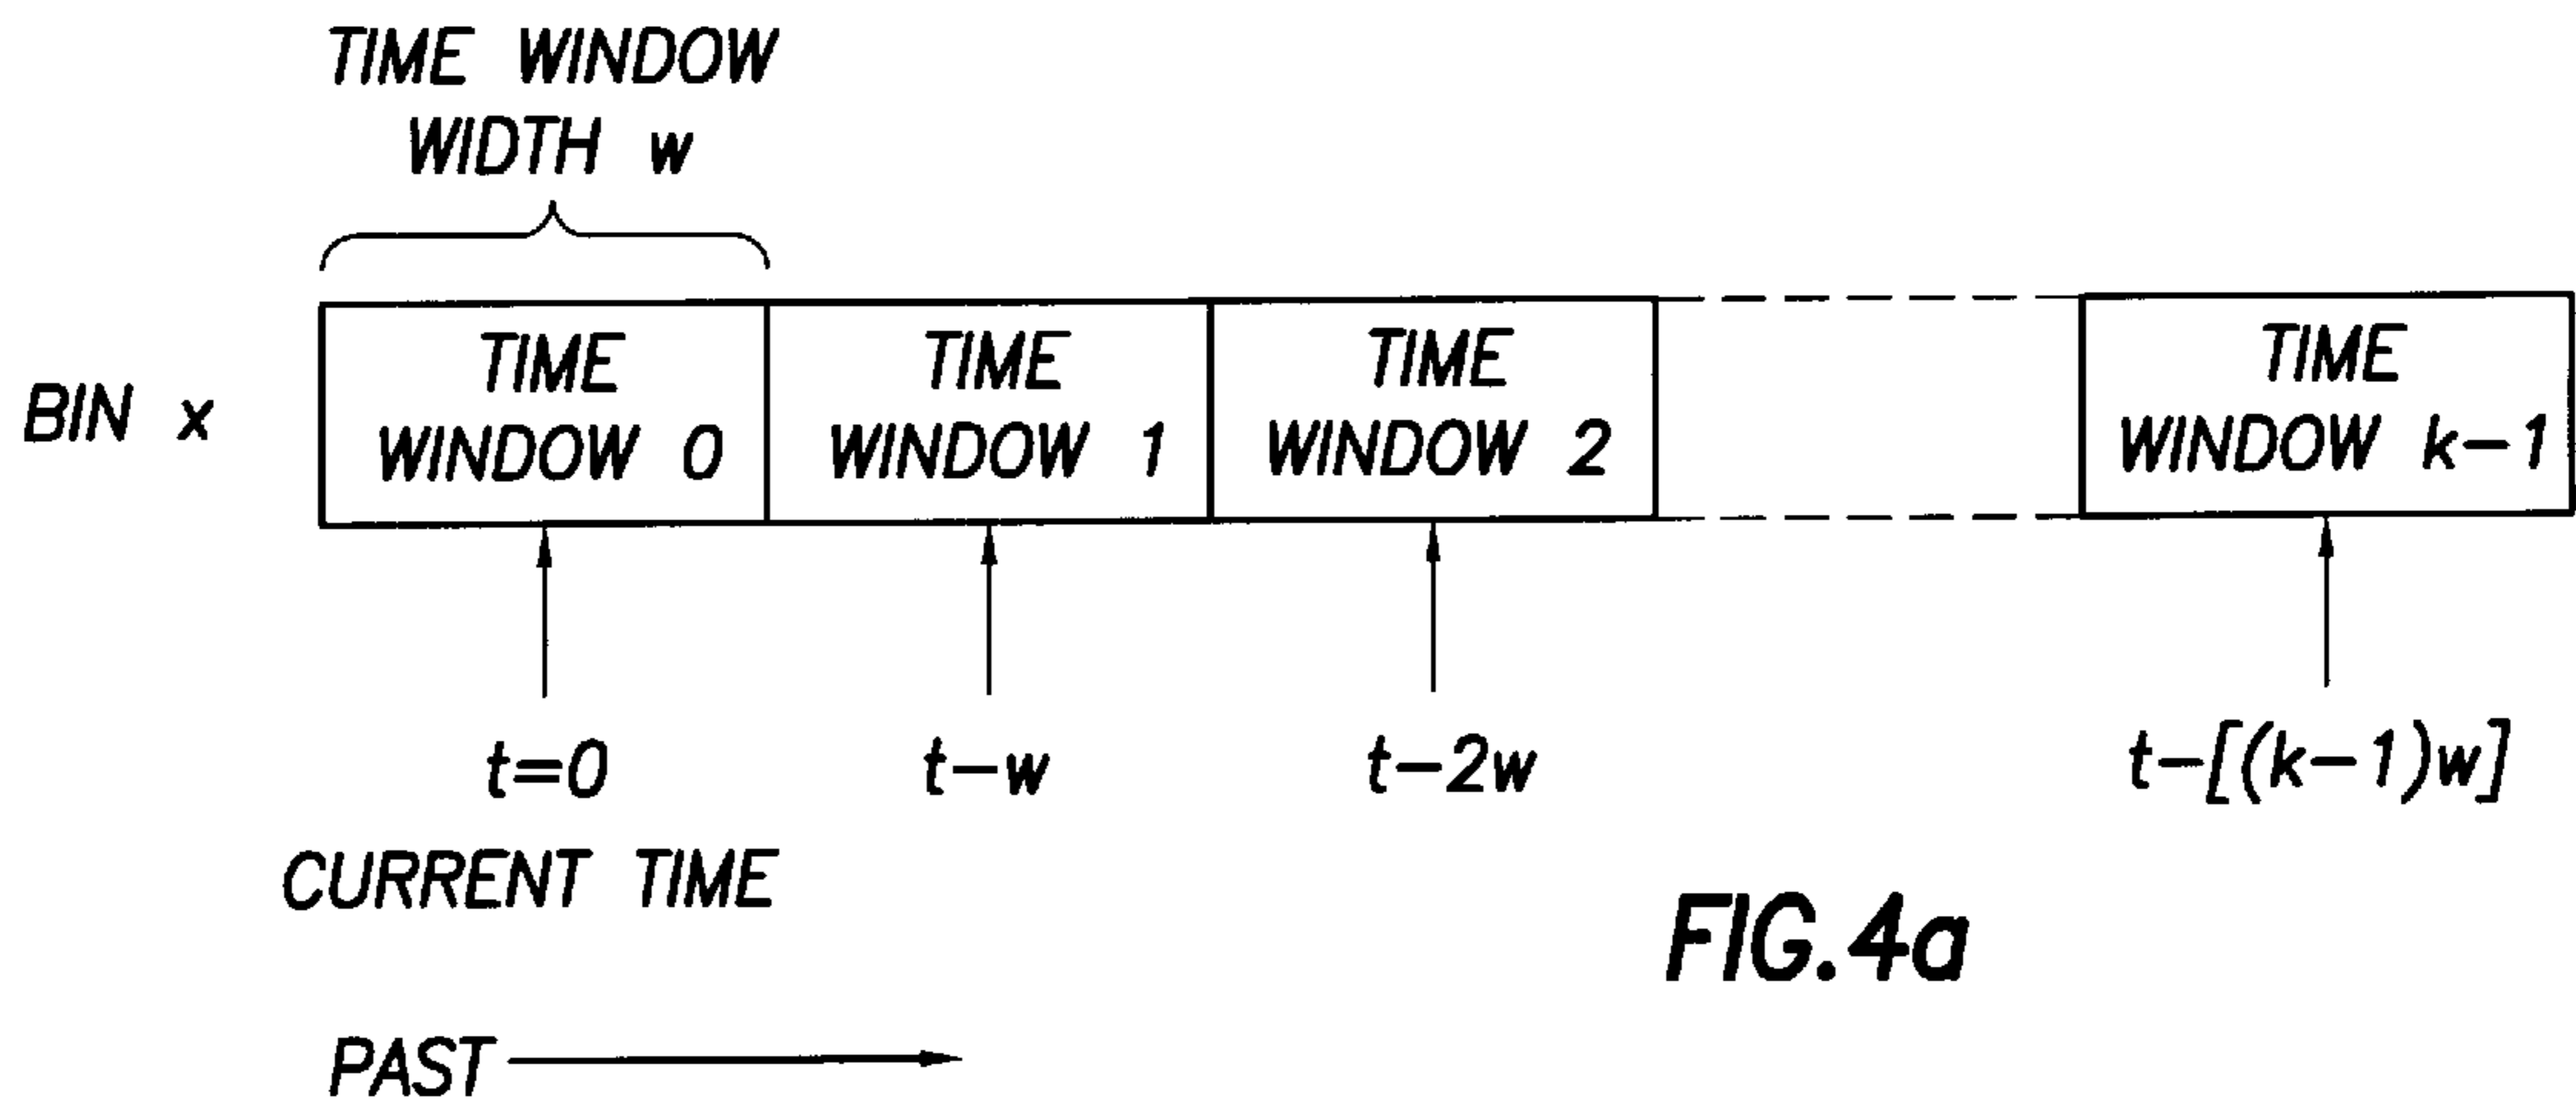 TIME WINDOW
WIDTH w
BIN x
TIME
WINDOW 0
TIME
WINDOW 1
TIME
WINDOW 2
TIME
WINDOW k-1
t=0
CURRENT TIME
t-w
t-2w
t-[(k-1)w]
FIG.4a
PAST